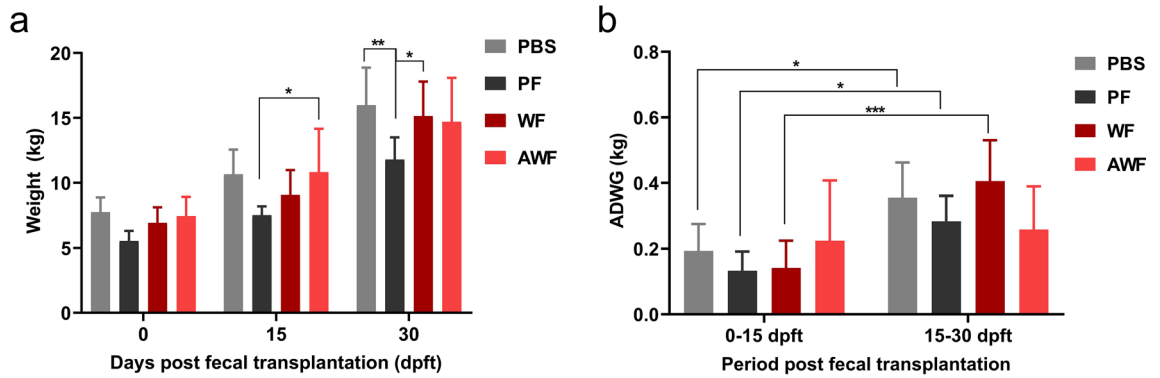 a
Weight (kg)
20
15
10
5
0
**
*
*
0
15
30
Days post fecal transplantation (dpft)
PBS
PF
WF
AWF
b
ADWG (kg)
0.8
0.6
0.4
0.2
0.0
*
*
***
0-15 dpft
15-30 dpft
Period post fecal transplantation
PBS
PF
WF
AWF